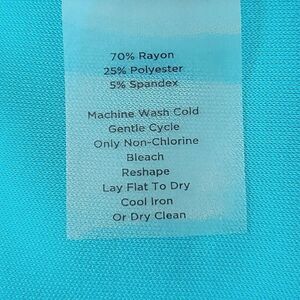 70% Rayon
25% Polyester
5% Spandex
Machine Wash Cold
Gentle Cycle
Only Non-Chlorine
Bleach
Reshape
Lay Flat To Dry
Cool Iron
Or Dry Clean